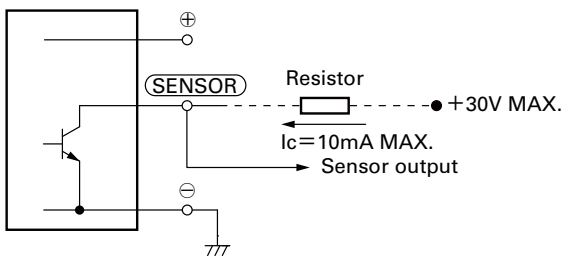 ⊕
SENSOR
Resistor
+30V MAX.
Ic=10mA MAX.
Sensor output
⊖